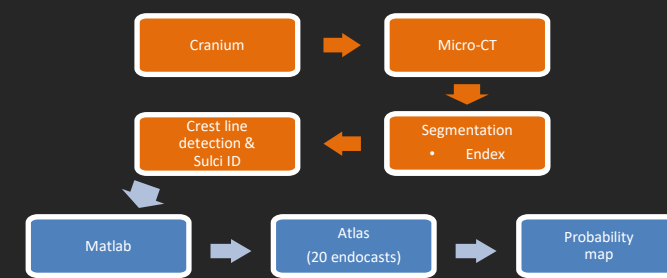 Cranium
Micro-CT
Crest line
detection &
Sulci ID
Segmentation
• Endex
Matlab
Atlas
(20 endocasts)
Probability
map